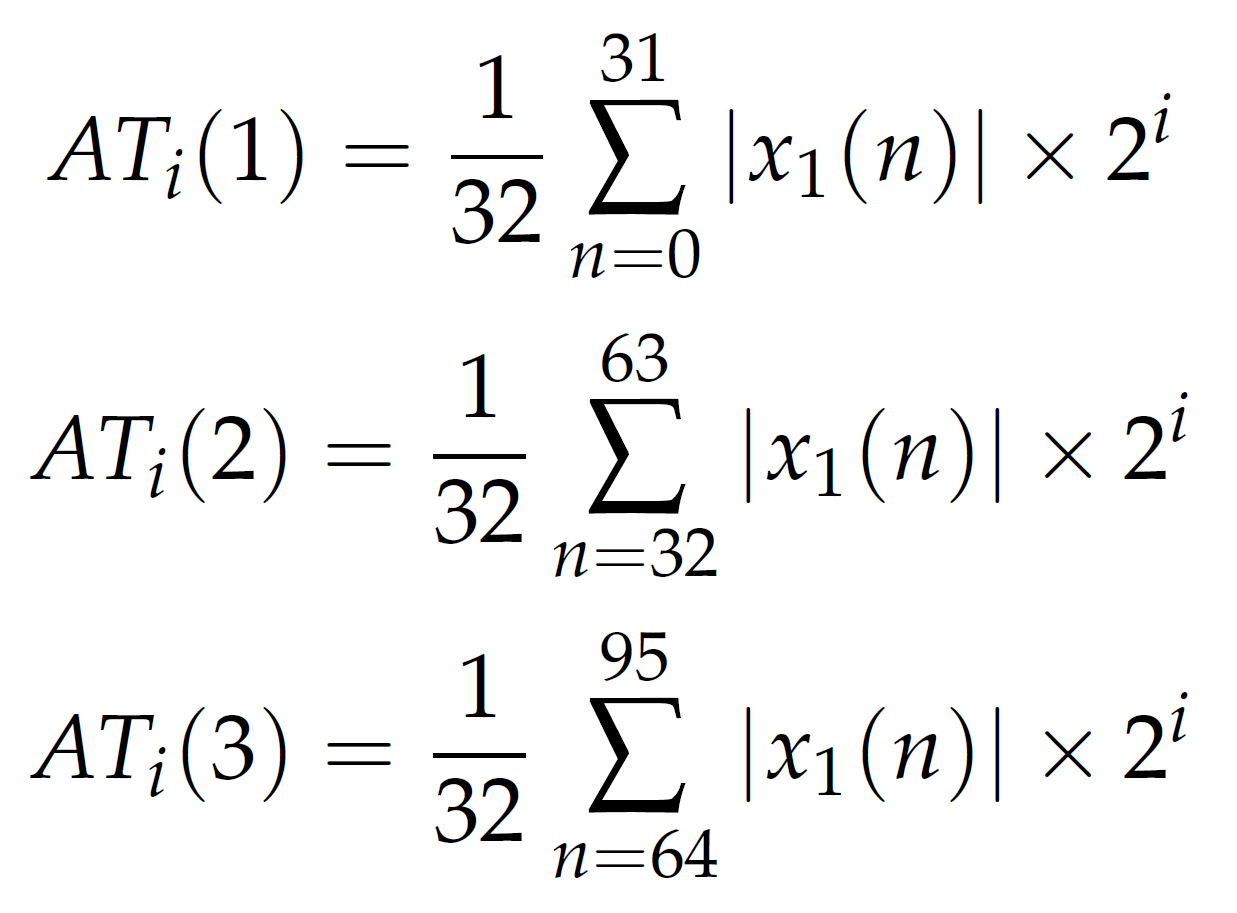 AT_i(1) = \frac{1}{32} \sum_{n=0}^{31} |x_1(n)| \times 2^i
AT_i(2) = \frac{1}{32} \sum_{n=32}^{63} |x_1(n)| \times 2^i
AT_i(3) = \frac{1}{32} \sum_{n=64}^{95} |x_1(n)| \times 2^i